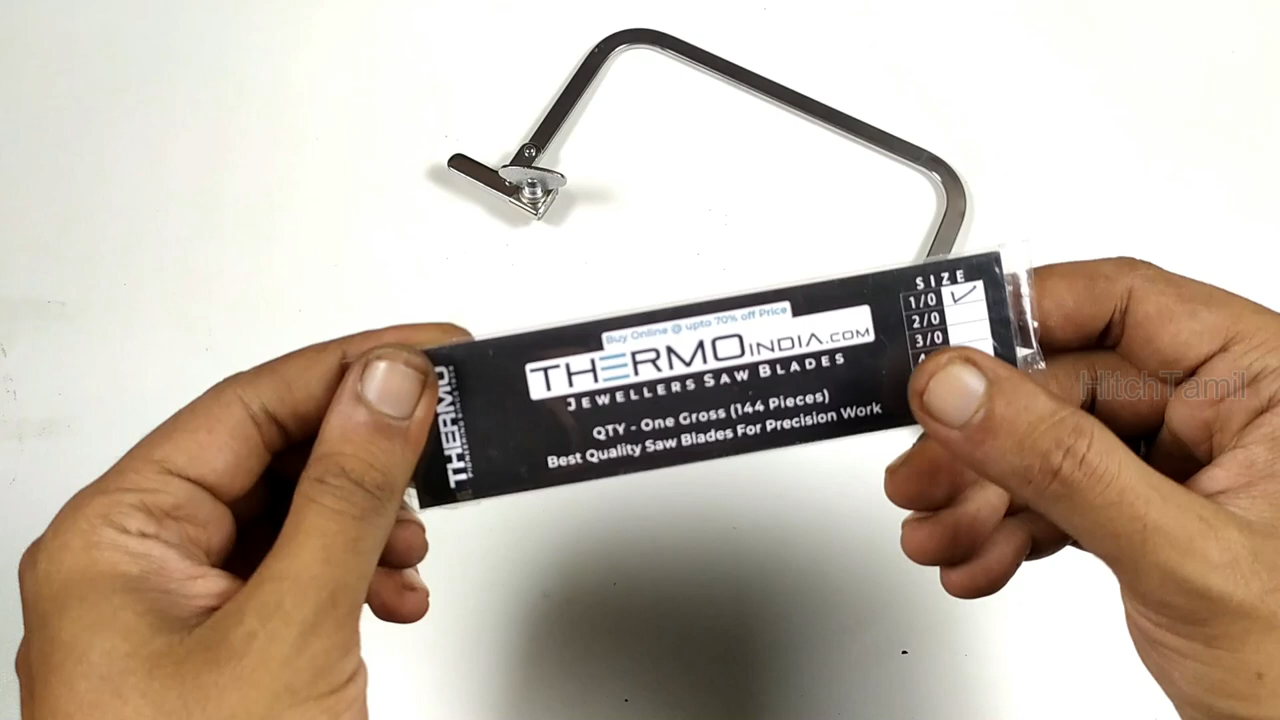 Buy Online @ upto 70% off Price
THERMOINDIA.COM
JEWELLERS SAW BLADES
QTY - One Gross (144 Pieces)
Best Quality Saw Blades For Precision Work
SIZE
1/0 ✓
2/0
3/0
THERMO
HitchTamil